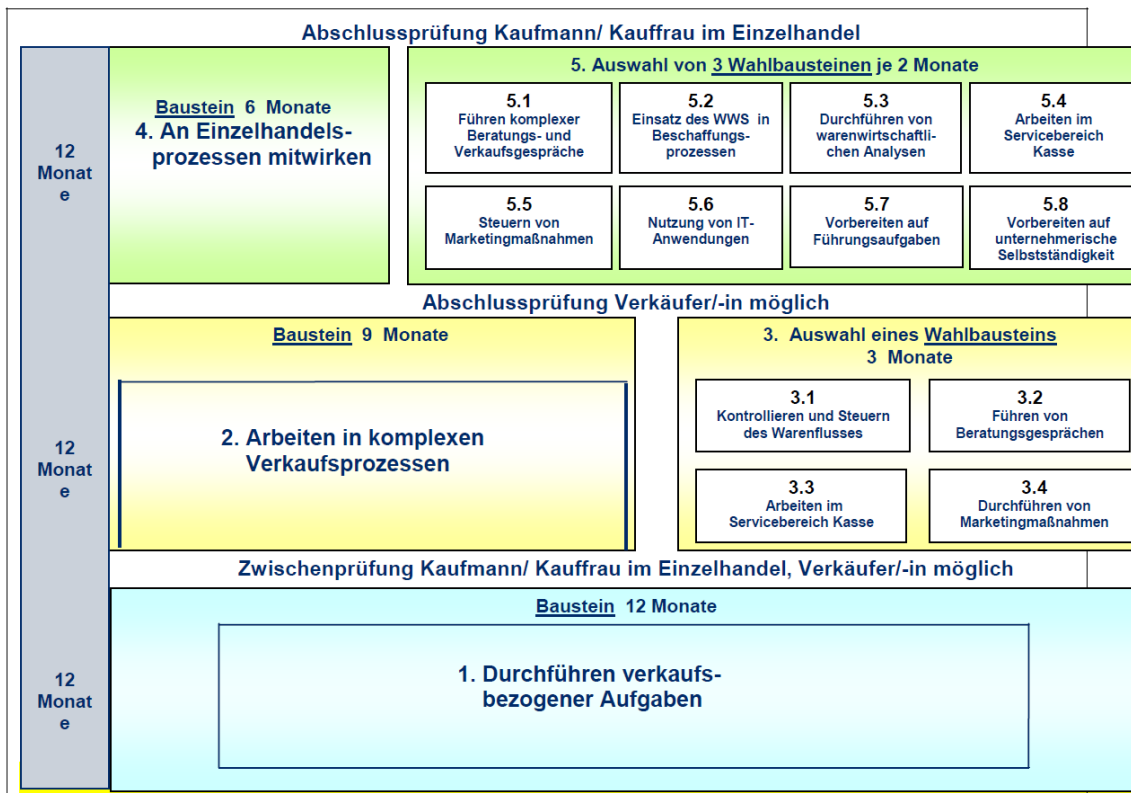 Abschlussprüfung Kaufmann/ Kauffrau im Einzelhandel
12
Monat
e
Baustein 6 Monate
4. An Einzelhandels-
prozessen mitwirken
5. Auswahl von 3 Wahlbausteinen je 2 Monate
5.1
Führen komplexer
Beratungs- und
Verkaufsgespräche
5.2
Einsatz des WWS in
Beschaffungs-
prozessen
5.3
Durchführen von
warenwirtschaftli-
chen Analysen
5.4
Arbeiten im
Servicebereich
Kasse
5.5
Steuern von
Marketingmaßnahmen
5.6
Nutzung von IT-
Anwendungen
5.7
Vorbereiten auf
Führungsaufgaben
5.8
Vorbereiten auf
unternehmerische
Selbstständigkeit
Abschlussprüfung Verkäufer/-in möglich
12
Monat
e
Baustein 9 Monate
2. Arbeiten in komplexen
Verkaufsprozessen
3. Auswahl eines Wahlbausteins
3 Monate
3.1
Kontrollieren und Steuern
des Warenflusses
3.2
Führen von
Beratungsgesprächen
3.3
Arbeiten im
Servicebereich Kasse
3.4
Durchführen von
Marketingmaßnahmen
Zwischenprüfung Kaufmann/ Kauffrau im Einzelhandel, Verkäufer/-in möglich
12
Monat
e
Baustein 12 Monate
1. Durchführen verkaufs-
bezogener Aufgaben